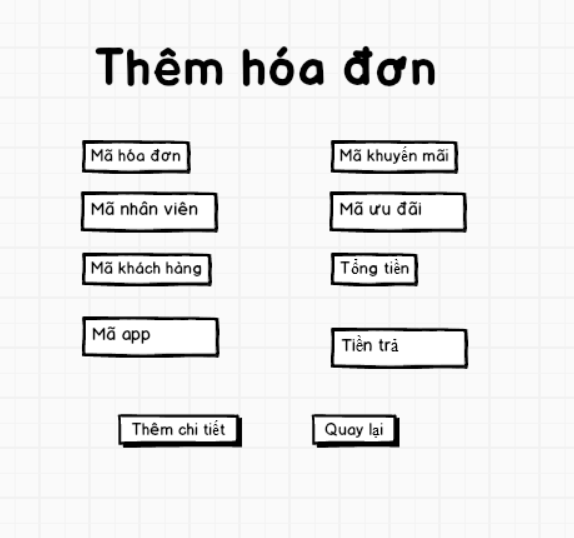 Thêm hóa đơn
Mã hóa đơn
Mã khuyến mãi
Mã nhân viên
Mã ưu đãi
Mã khách hàng
Tổng tiền
Mã app
Tiền trả
Thêm chi tiết
Quay lại